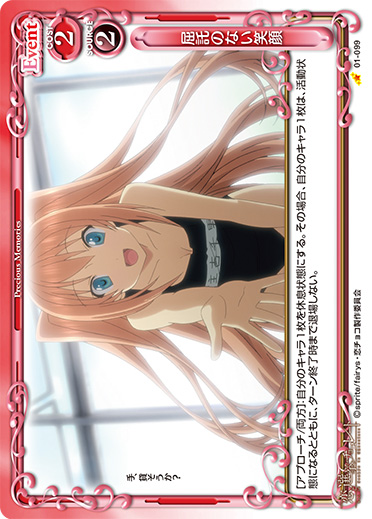 Event
COST
2
SOURCE
2
屈託のない笑顔
Precious Memories
手、貸そうか？
[アプローチ/両方]：自分のキャラ1枚を休息状態にする。その場合、自分のキャラ1枚は、活動状
態になるとともに、ターン終了時まで退場しない。
©sprite/fairys・恋チョコ製作委員会
01-099